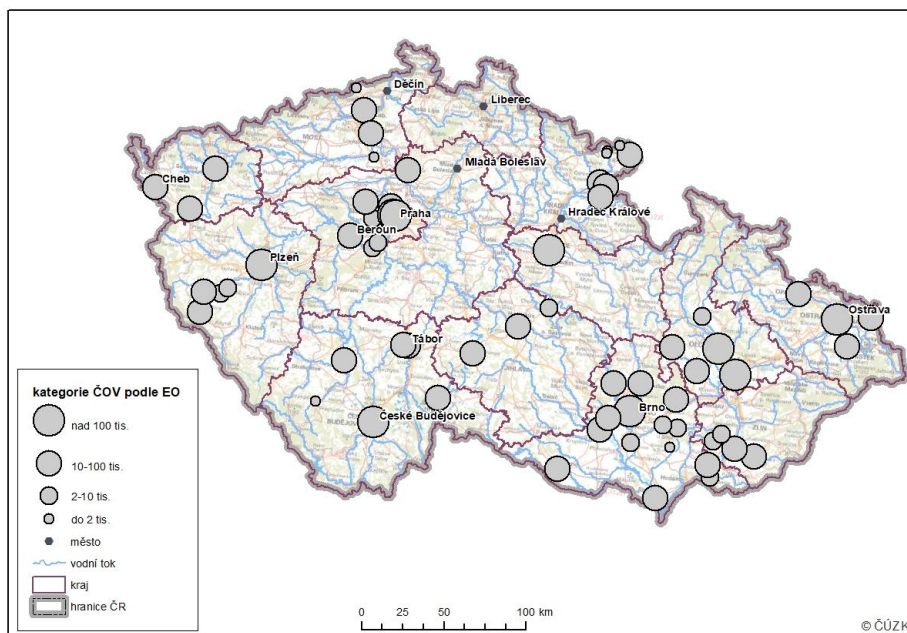 Děčín
Liberec
Mladá Boleslav
Cheb
Praha
Hradec Králové
Beroun
Plzeň
Ostrava
Tábor
Brno
České Budějovice
kategorie ČOV podle EO
nad 100 tis.
10-100 tis.
2-10 tis.
do 2 tis.
město
vodní tok
kraj
hranice ČR
0 25 50 100 km
© ČÚZK